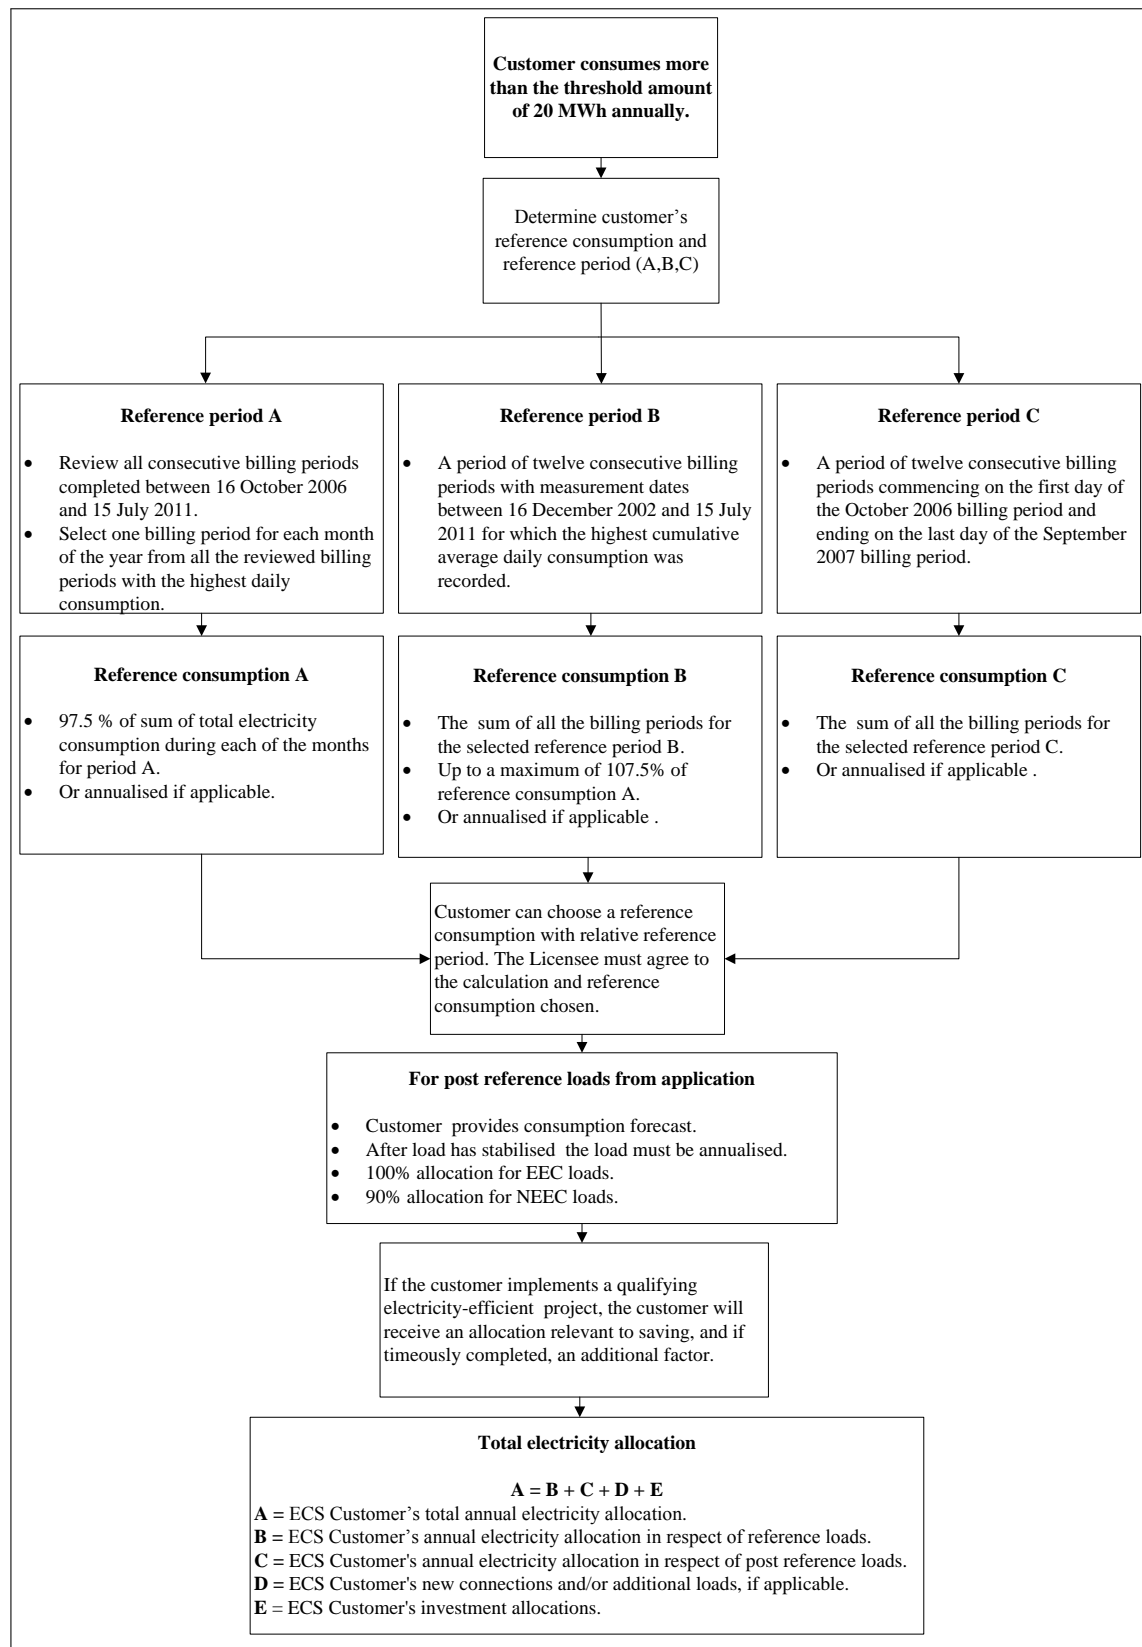 Customer consumes more
than the threshold amount
of 20 MWh annually.
Determine customer’s
reference consumption and
reference period (A,B,C)
Reference period A
• Review all consecutive billing periods
completed between 16 October 2006
and 15 July 2011.
• Select one billing period for each month
of the year from all the reviewed billing
periods with the highest daily
consumption.
Reference period B
• A period of twelve consecutive billing
periods with measurement dates
between 16 December 2002 and 15 July
2011 for which the highest cumulative
average daily consumption was
recorded.
Reference period C
• A period of twelve consecutive billing
periods commencing on the first day of
the October 2006 billing period and
ending on the last day of the September
2007 billing period.
Reference consumption A
• 97.5 % of sum of total electricity
consumption during each of the months
for period A.
• Or annualised if applicable.
Reference consumption B
• The sum of all the billing periods for
the selected reference period B.
• Up to a maximum of 107.5% of
reference consumption A.
• Or annualised if applicable .
Reference consumption C
• The sum of all the billing periods for
the selected reference period C.
• Or annualised if applicable .
Customer can choose a reference
consumption with relative reference
period. The Licensee must agree to
the calculation and reference
consumption chosen.
For post reference loads from application
• Customer provides consumption forecast.
• After load has stabilised the load must be annualised.
• 100% allocation for EEC loads.
• 90% allocation for NEEC loads.
If the customer implements a qualifying
electricity-efficient project, the customer will
receive an allocation relevant to saving, and if
timeously completed, an additional factor.
Total electricity allocation
A = B + C + D + E
A = ECS Customer’s total annual electricity allocation.
B = ECS Customer’s annual electricity allocation in respect of reference loads.
C = ECS Customer's annual electricity allocation in respect of post reference loads.
D = ECS Customer's new connections and/or additional loads, if applicable.
E = ECS Customer's investment allocations.